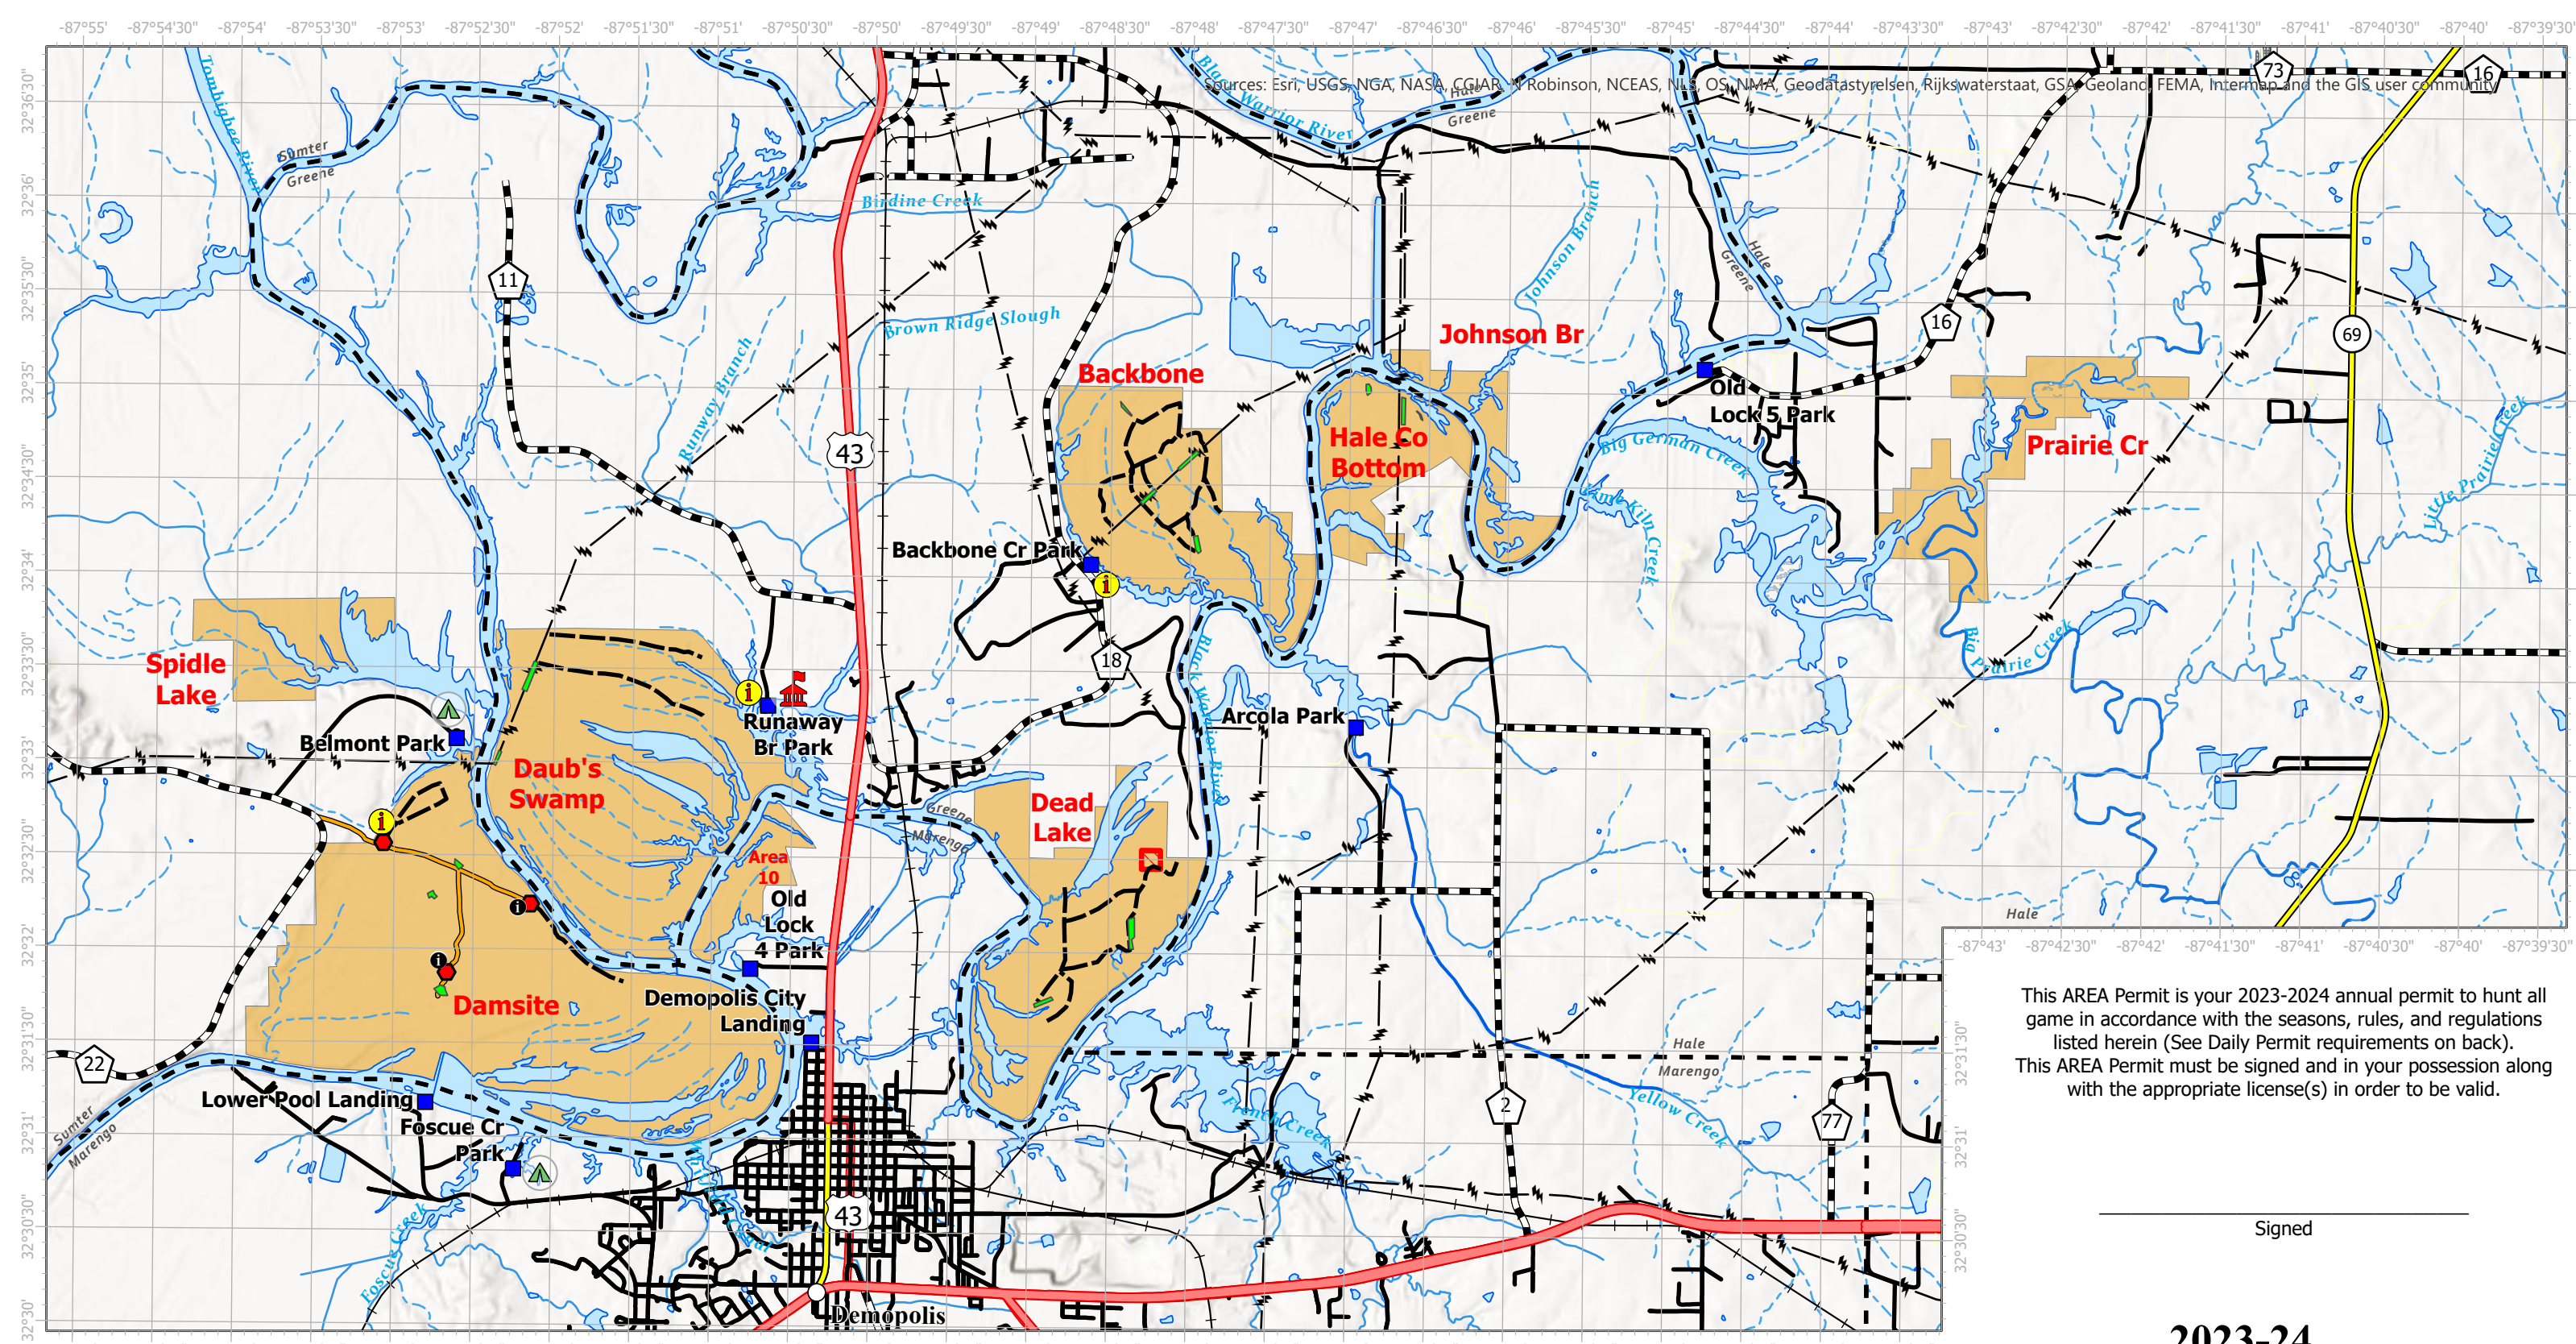 -87°55' -87°54'30" -87°54' -87°53'30" -87°53' -87°52'30" -87°52' -87°51'30" -87°51' -87°50'30" -87°50' -87°49'30" -87°49' -87°48'30" -87°48' -87°47'30" -87°47' -87°46'30" -87°46' -87°45'30" -87°45' -87°44'30" -87°44' -87°43'30" -87°43' -87°42'30" -87°42' -87°41'30" -87°41' -87°40'30" -87°40' -87°39'30"
32°36'30"
32°36'
32°35'30"
32°35'
32°34'30"
32°34'
32°33'30"
32°33'
32°32'30"
32°32'
32°31'30"
32°31'
32°30'30"
32°30'
Sources: Esri, USGS, NGA, NASA, CGIAR, N Robinson, NCEAS, NLS, OS, NMA, Geodatastyrelsen, Rijkswaterstaat, GSA, Geoland, FEMA, Intermap and the GIS user community
73
16
Tombigbee River
Black
Warrior River
Hale
Greene
Sumter
Greene
Birdine Creek
Johnson Branch
Hale
Greene
11
Brown Ridge Slough
16
69
Johnson Br
Runway Branch
Backbone
Old
Lock 5 Park
Hale Co
Bottom
43
Big German Creek
Prairie Cr
Little Prairie Creek
Lime Kiln Creek
Backbone Cr Park
i
Spidle
Lake
18
Black Warrior River
Big Prairie Creek
i
Runaway
Br Park
Arcola Park
Belmont Park
Daub's
Swamp
Dead
Lake
Greene
Marengo
i
Area
10
Old
Lock
4 Park
i
i
Hale
-87°43' -87°42'30" -87°42' -87°41'30" -87°41' -87°40'30" -87°40' -87°39'30"
Damsite
Demopolis City
Landing
This AREA Permit is your 2023-2024 annual permit to hunt all
game in accordance with the seasons, rules, and regulations
listed herein (See Daily Permit requirements on back).
This AREA Permit must be signed and in your possession along
with the appropriate license(s) in order to be valid.
Hale
Marengo
22
32°31'30"
32°31'
32°30'30"
Lower Pool Landing
Sumter
Marengo
Foscue Cr
Park
French Creek
Yellow Creek
2
77
43
Foscue Creek
Canal
Signed
Demopolis
2023-24